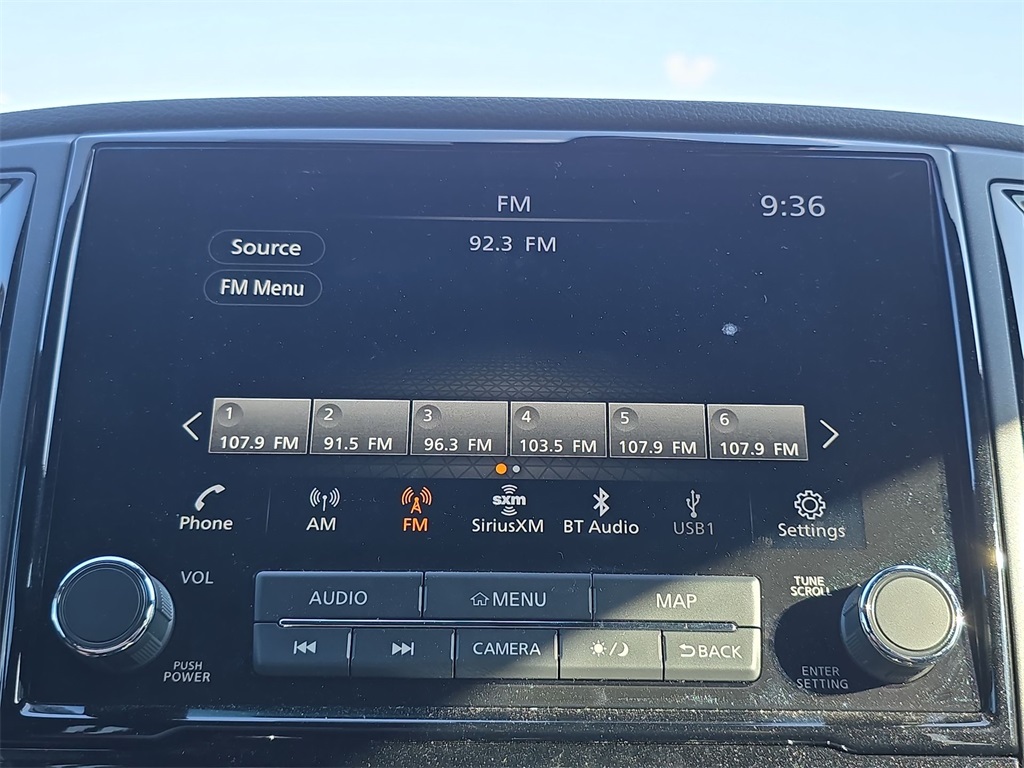 FM
9:36
Source
92.3 FM
FM Menu
1 2 3 4 5 6
107.9 FM 91.5 FM 96.3 FM 103.5 FM 107.9 FM 107.9 FM
sxm
Phone AM FM SiriusXM BT Audio USB1 Settings
VOL
AUDIO MENU MAP
TUNE
SCROLL
CAMERA BACK
PUSH
POWER
ENTER
SETTING